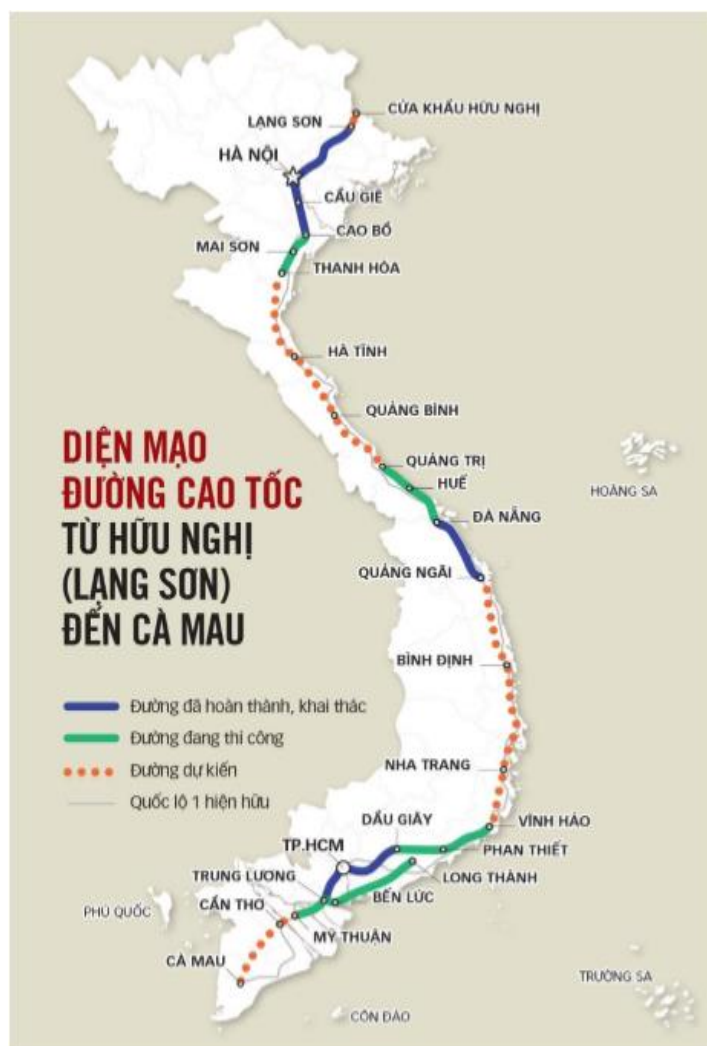 CỬA KHẨU HỮU NGHỊ
LẠNG SƠN
HÀ NỘI
CẦU GIẼ
CAO BỒ
MAI SƠN
THANH HÓA
HÀ TĨNH
QUẢNG BÌNH
DIỆN MẠO
ĐƯỜNG CAO TỐC
TỪ HỮU NGHỊ
(LẠNG SƠN)
ĐẾN CÀ MAU
QUẢNG TRỊ
HUẾ
HOÀNG SA
ĐÀ NẴNG
QUẢNG NGÃI
BÌNH ĐỊNH
Đường đã hoàn thành, khai thác
Đường đang thi công
Đường dự kiến
Quốc lộ 1 hiện hữu
NHA TRANG
DẦU GIÂY
VĨNH HẢO
TP.HCM
PHAN THIẾT
LONG THÀNH
TRUNG LƯƠNG
BẾN LỨC
CẦN THƠ
PHÚ QUỐC
MỸ THUẬN
CÀ MAU
TRƯỜNG SA
CÔN ĐẢO